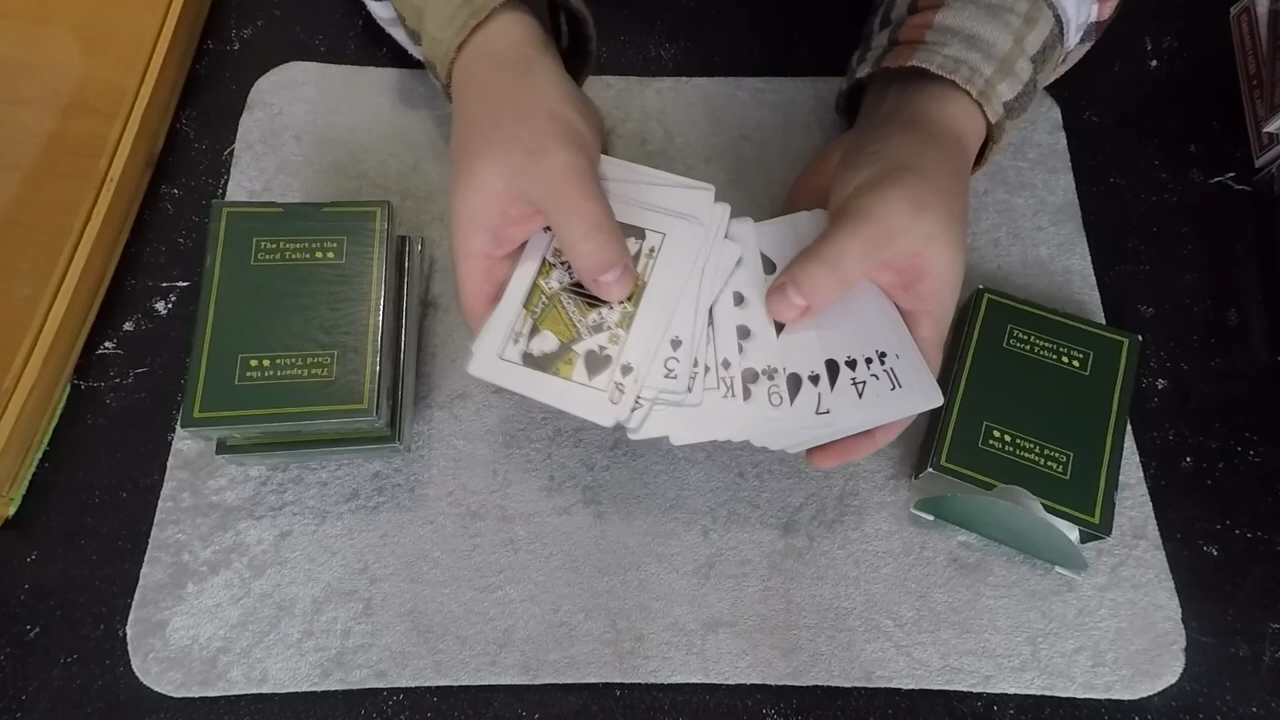 The Expert at the
Card Table
The Expert at the
Card Table
The Expert at the
Card Table
The Expert at the
Card Table
3
K
9
7
4